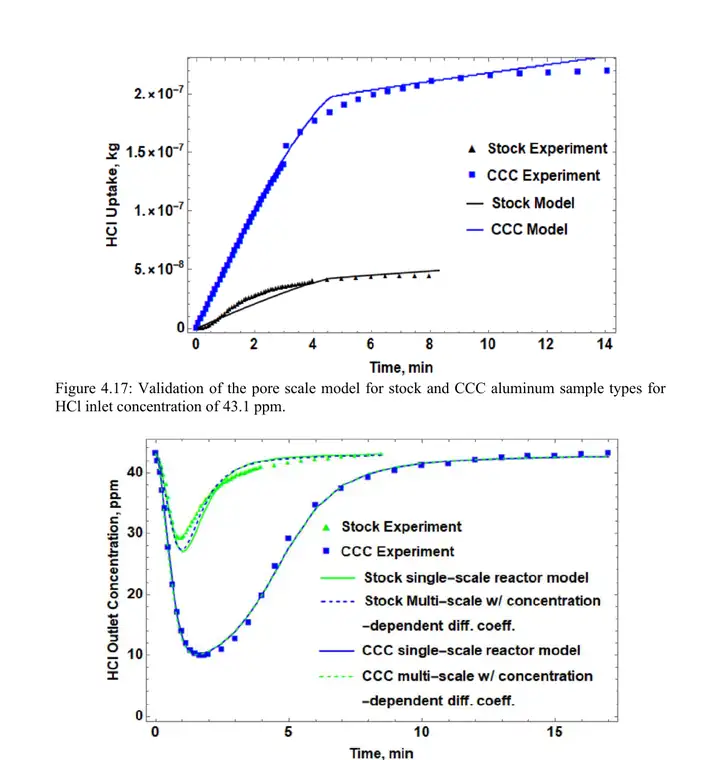 2.×10⁻⁷
1.5×10⁻⁷
1.×10⁻⁷
5.×10⁻⁸
0
HCl Uptake, kg
Stock Experiment
CCC Experiment
Stock Model
CCC Model
0 2 4 6 8 10 12 14
Time, min
Figure 4.17: Validation of the pore scale model for stock and CCC aluminum sample types for
HCl inlet concentration of 43.1 ppm.
40
30
20
10
0
HCl Outlet Concentration, ppm
Stock Experiment
CCC Experiment
Stock single-scale reactor model
Stock Multi-scale w/ concentration
-dependent diff. coeff.
CCC single-scale reactor model
CCC multi-scale w/ concentration
-dependent diff. coeff.
0 5 10 15
Time, min